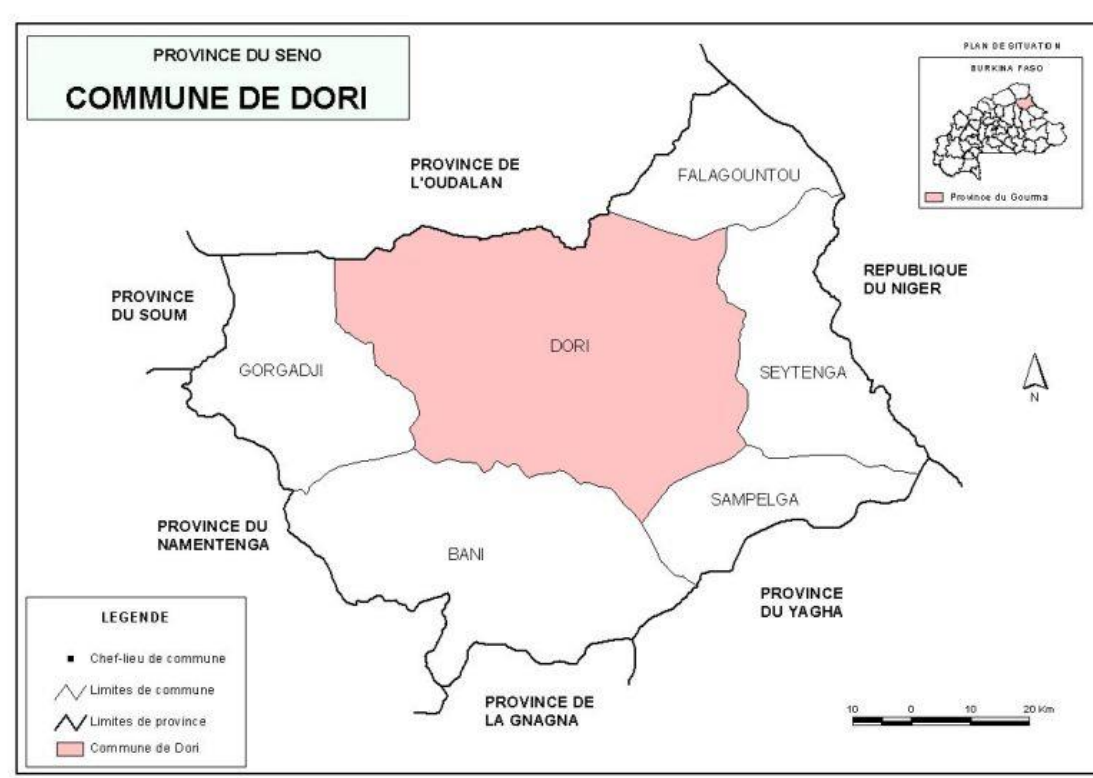 PROVINCE DU SENO
COMMUNE DE DORI
PLAN DE SITUATION
BURKINA FASO
Province du Gourma
PROVINCE DE
L'OUDALAN
FALAGOUNTOU
REPUBLIQUE
DU NIGER
PROVINCE
DU SOUM
GORGADJI
DORI
SEYTENGA
N
SAMPELGA
PROVINCE DU
NAMENTENGA
BANI
PROVINCE
DU YAGHA
PROVINCE DE
LA GNAGNA
LEGENDE
Chef-lieu de commune
Limites de commune
Limites de province
Commune de Dori
10 0 10 20 Km